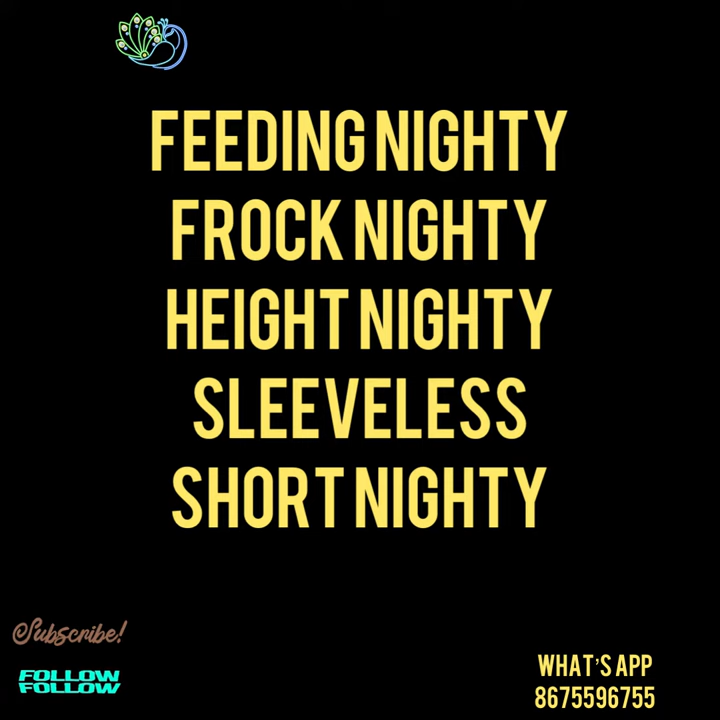 FEEDING NIGHTY
FROCK NIGHTY
HEIGHT NIGHTY
SLEEVELESS
SHORT NIGHTY
Subscribe!
FOLLOW
FOLLOW
WHAT'S APP
8675596755